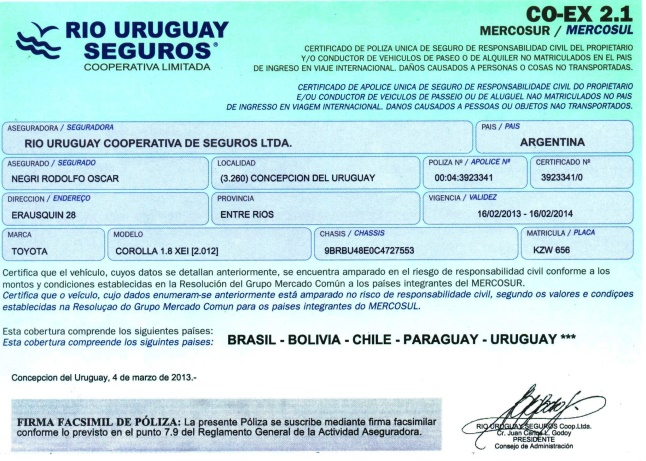 RIO URUGUAY
SEGUROS®
COOPERATIVA LIMITADA
CO-EX 2.1
MERCOSUR / MERCOSUL
CERTIFICADO DE POLIZA UNICA DE SEGURO DE RESPONSABILIDAD CIVIL DEL PROPIETARIO
Y/O CONDUCTOR DE VEHICULOS DE PASEO O DE ALQUILER NO MATRICULADOS EN EL PAIS
DE INGRESO EN VIAJE INTERNACIONAL. DAÑOS CAUSADOS A PERSONAS O COSAS NO TRANSPORTADAS.
CERTIFICADO DE APOLICE UNICA DE SEGURO DE RESPONSABILIDADE CIVIL DO PROPIETARIO
E/OU CONDUCTOR DE VEICULOS DE PASSEIO OU DE ALUGUEL NAO MATRICULADOS NO PAIS
DE INGRESSO EN VIAGEM INTERNACIONAL. DANOS CAUSADOS A PESSOAS OU OBJETOS NAO TRANSPORTADOS.
ASEGURADORA / SEGURADORA
RIO URUGUAY COOPERATIVA DE SEGUROS LTDA.
PAIS / PAIS
ARGENTINA
ASEGURADO / SEGURADO
NEGRI RODOLFO OSCAR
LOCALIDAD
(3.260) CONCEPCION DEL URUGUAY
POLIZA Nº / APOLICE Nº
00:04:3923341
CERTIFICADO Nº
3923341/0
DIRECCION / ENDEREÇO
ERAUSQUIN 28
PROVINCIA
ENTRE RIOS
VIGENCIA / VALIDEZ
16/02/2013 - 16/02/2014
MARCA
TOYOTA
MODELO
COROLLA 1.8 XEI [2.012]
CHASIS / CHASSIS
9BRBU48E0C4727553
MATRICULA / PLACA
KZW 656
Certifica que el vehículo, cuyos datos se detallan anteriormente, se encuentra amparado en el riesgo de responsabilidad civil conforme a los
montos y condiciones establecidas en la Resolución del Grupo Mercado Común a los países integrantes del MERCOSUR.
Certifica que o veículo, cujo dados enumeram-se anteriormente está amparado no risco de responsabilidade civil, segundo os valores e condiçoes
establecidas na Resoluçao do Grupo Mercado Comun para os paises integrantes do MERCOSUL.
Esta cobertura comprende los siguientes países:
Esta cobertura compreende os siguintes paises: BRASIL - BOLIVIA - CHILE - PARAGUAY - URUGUAY ***
Concepcion del Uruguay, 4 de marzo de 2013.-
FIRMA FACSIMIL DE PÓLIZA: La presente Póliza se suscribe mediante firma facsimilar
conforme lo previsto en el punto 7.9 del Reglamento General de la Actividad Aseguradora.
RIO URUGUAY SEGUROS Coop.Ltda.
Cr. Juan Carlos L. Godoy
PRESIDENTE
Consejo de Administración